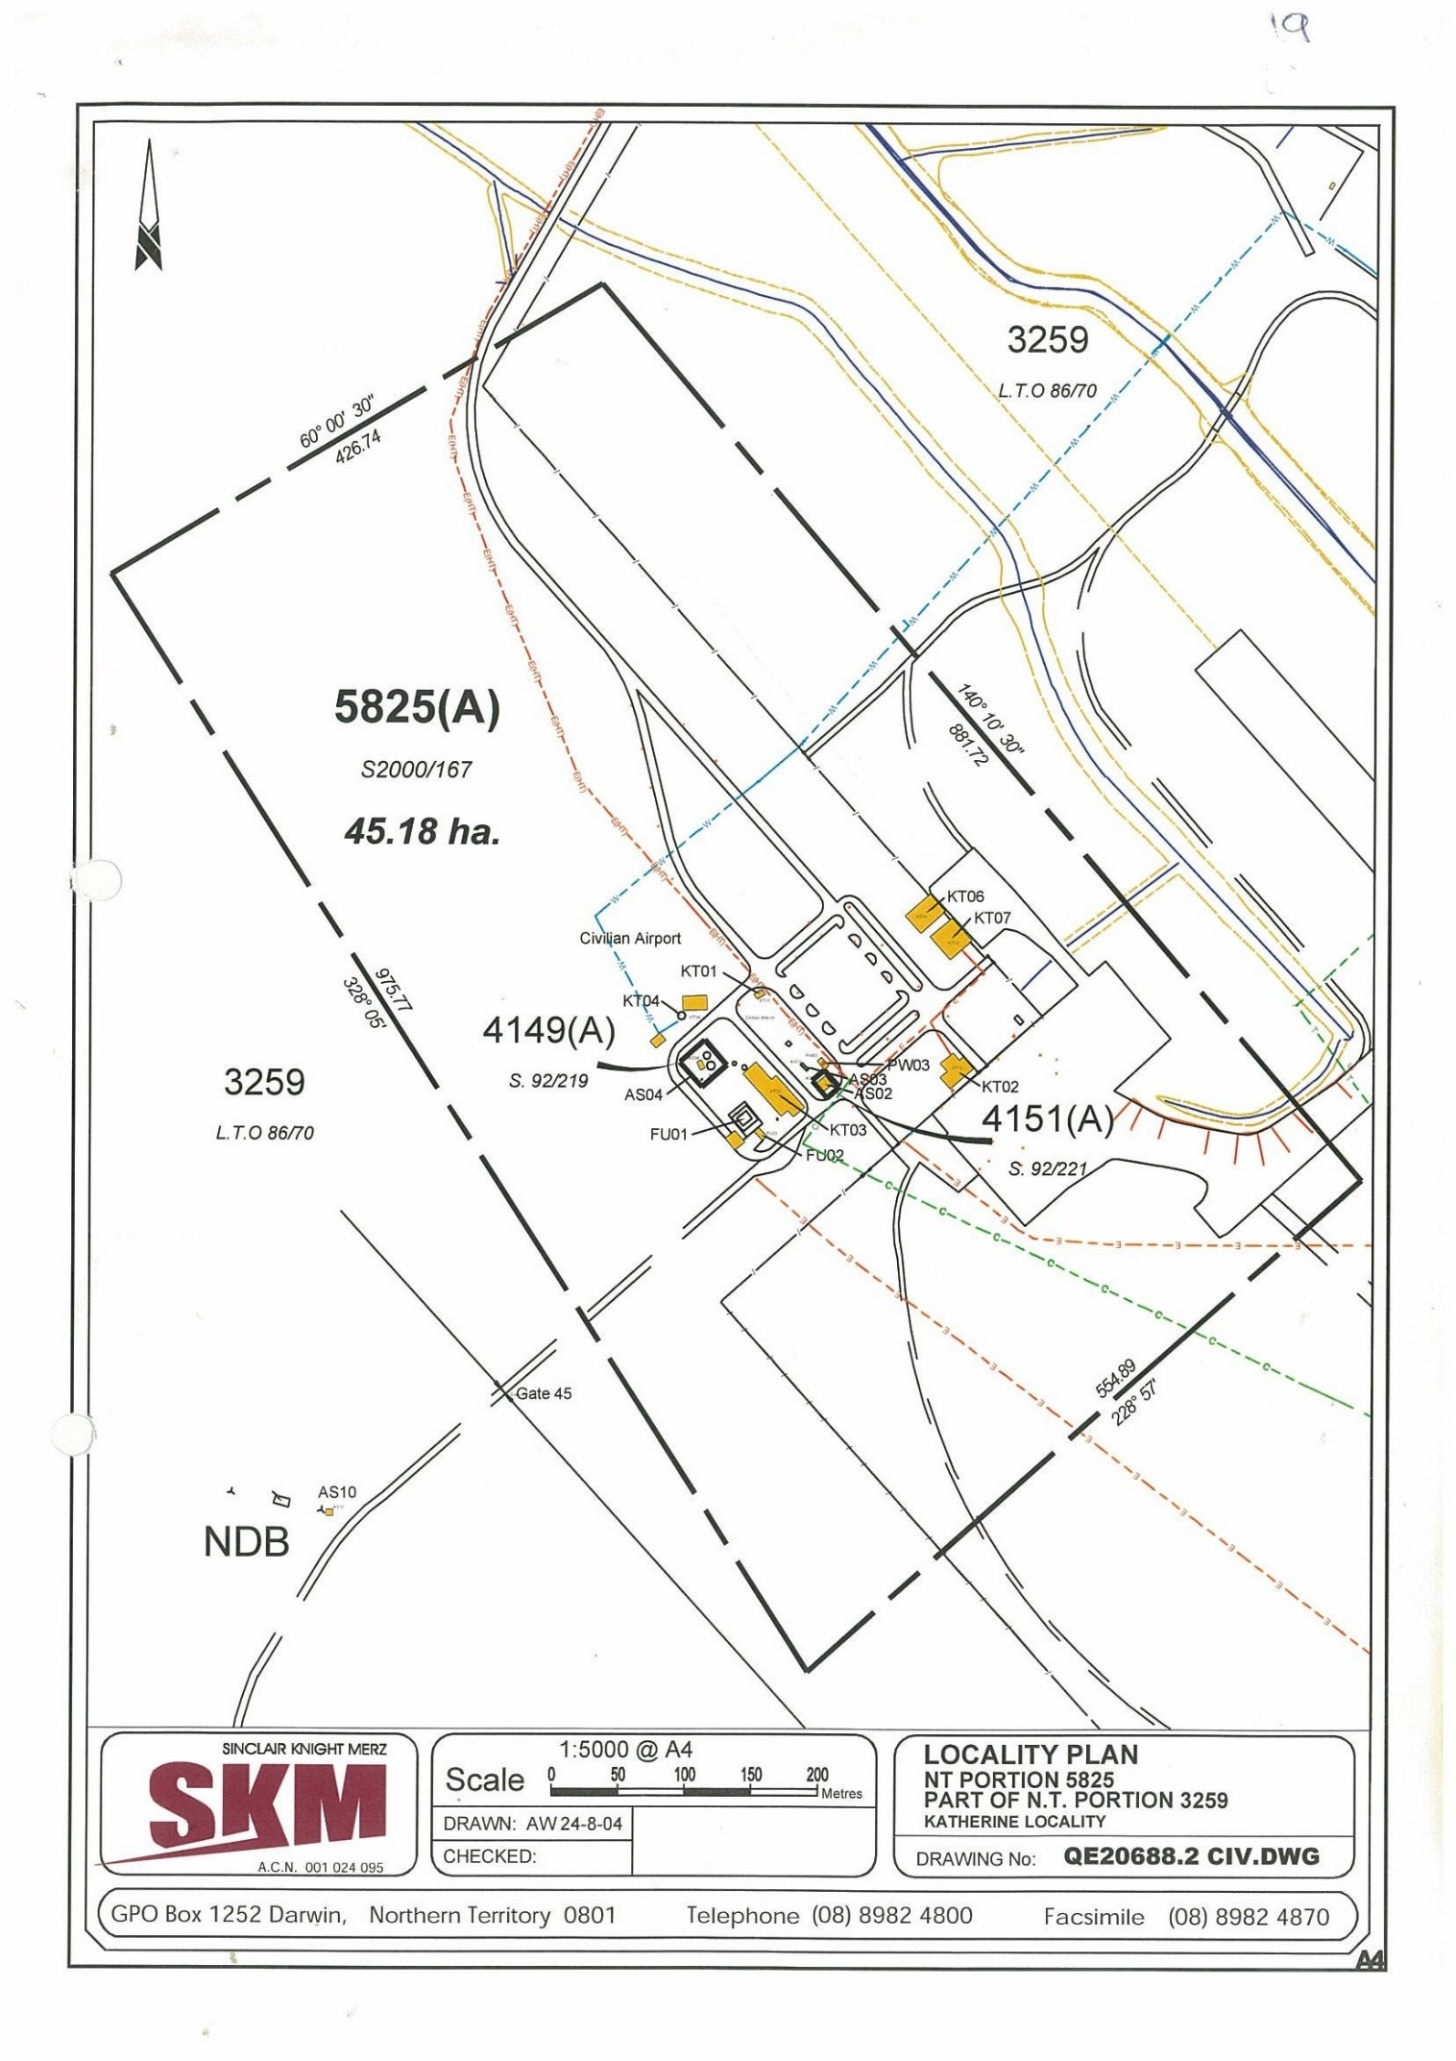 19
3259
L.T.O 86/70
60° 00' 30"
426.74
140° 10' 30"
881.72
5825(A)
S2000/167
45.18 ha.
KT06
KT07
Civilian Airport
KT01
KT04
4149(A)
S. 92/219
AS04
FU01
FU02
KT03
PW03
AS03
AS02
KT02
4151(A)
S. 92/221
975.77
328° 05'
3259
L.T.O 86/70
554.89
228° 57'
Gate 45
AS10
NDB
SINCLAIR KNIGHT MERZ
SKM
A.C.N. 001 024 095
1:5000 @ A4
Scale 0 50 100 150 200 Metres
DRAWN: AW 24-8-04
CHECKED:
LOCALITY PLAN
NT PORTION 5825
PART OF N.T. PORTION 3259
KATHERINE LOCALITY
DRAWING No: QE20688.2 CIV.DWG
GPO Box 1252 Darwin, Northern Territory 0801 Telephone (08) 8982 4800 Facsimile (08) 8982 4870
A4